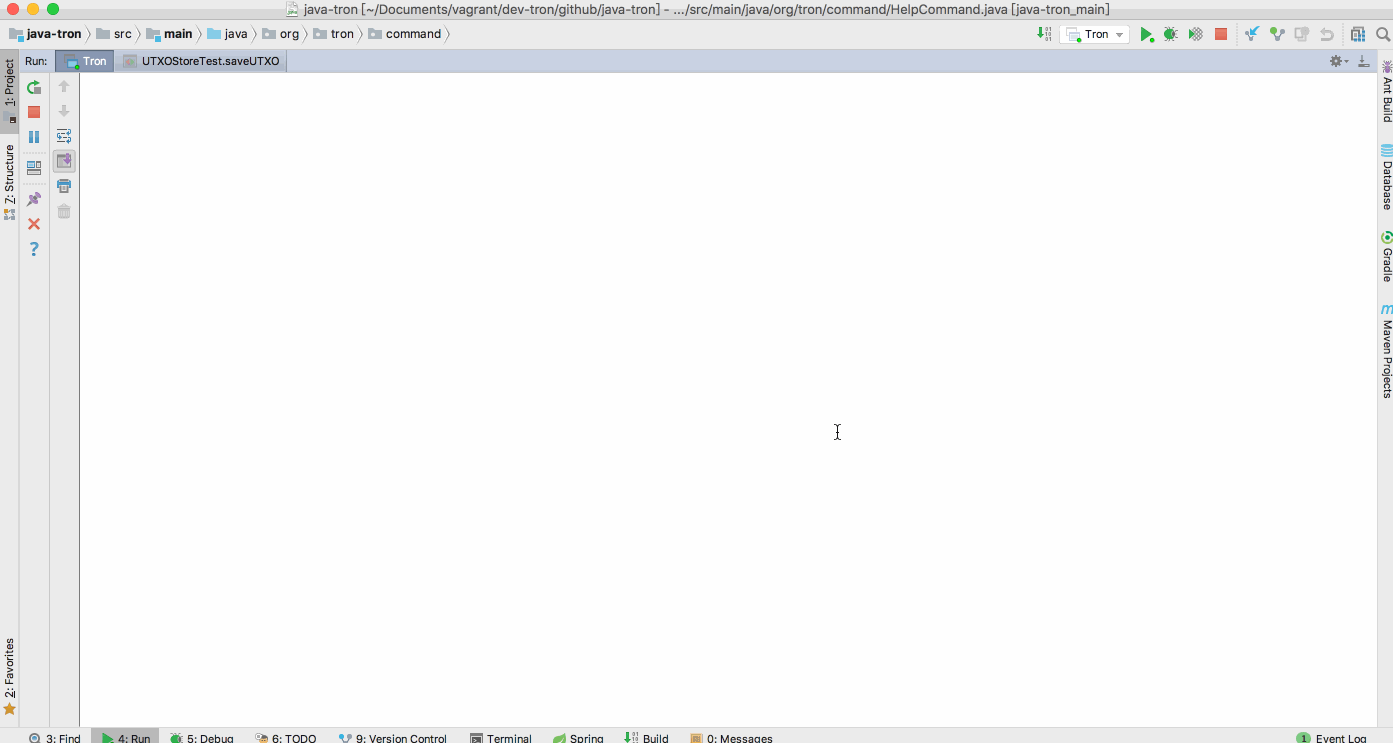 java-tron [~/Documents/vagrant/dev-tron/github/java-tron] - .../src/main/java/org/tron/command/HelpCommand.java [java-tron_main]
java-tron src main java org tron command Tron
Run: Tron UTXOStoreTest.saveUTXO
1: Project
7: Structure
2: Favorites
Ant Build
Database
Gradle
Maven Projects
3: Find 4: Run 5: Debug 6: TODO 9: Version Control Terminal Spring Build 0: Messages 1 Event Log